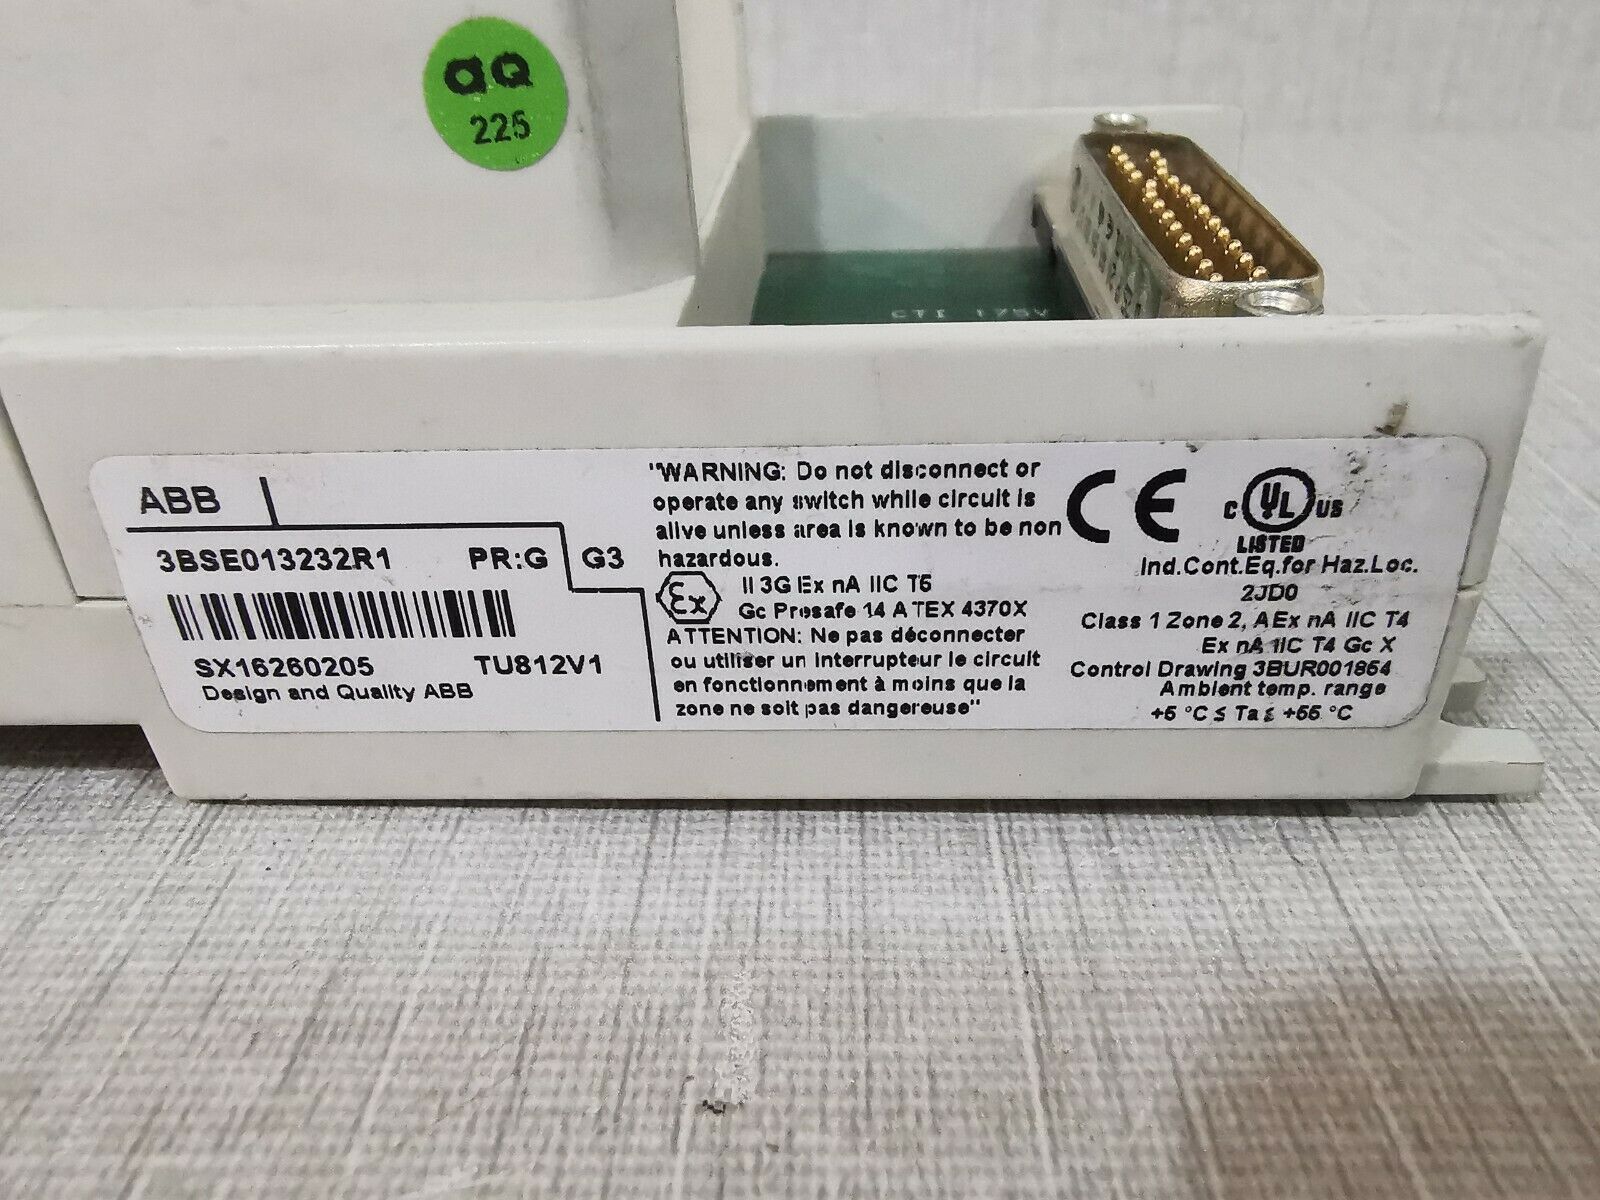 aQ
225
ABB
3BSE013232R1 PR:G G3
SX16260205 TU812V1
Design and Quality ABB
"WARNING: Do not disconnect or
operate any switch while circuit is
alive unless area is known to be non
hazardous.
Ex II 3G Ex nA IIC T5
Gc Presafe 14 ATEX 4370X
ATTENTION: Ne pas déconnecter
ou utiliser un interrupteur le circuit
en fonctionnement à moins que la
zone ne soit pas dangereuse"
CE
C UL US
LISTED
Ind.Cont.Eq.for Haz.Loc.
2JD0
Class 1 Zone 2, AEx nA IIC T4
Ex nA IIC T4 Gc X
Control Drawing 3BUR001854
Ambient temp. range
+5 °C ≤ Ta ≤ +55 °C